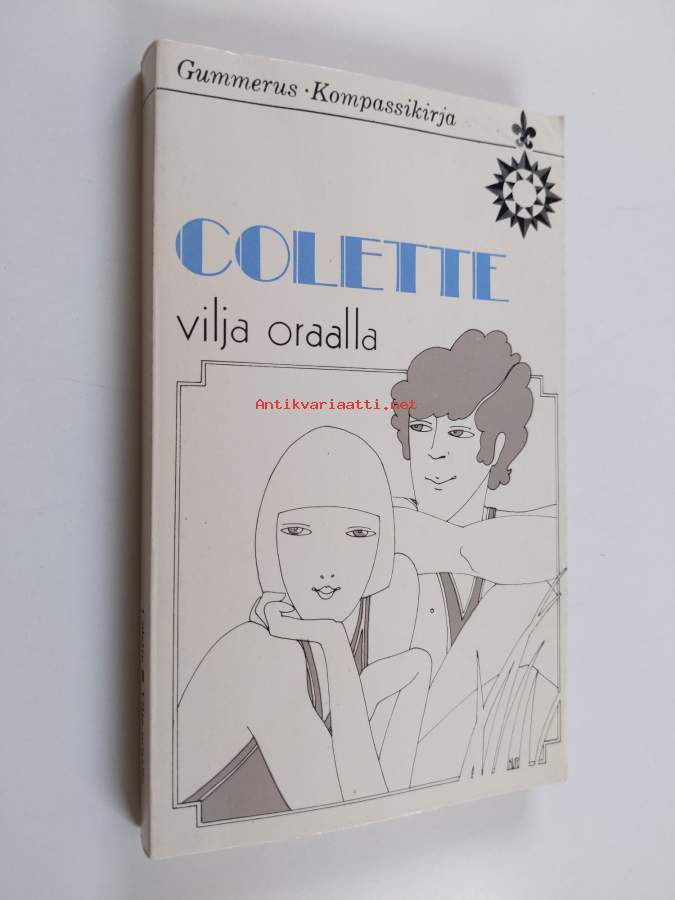 Gummerus · Kompassikirja
COLETTE
vilja oraalla
Antikvariaatti.net